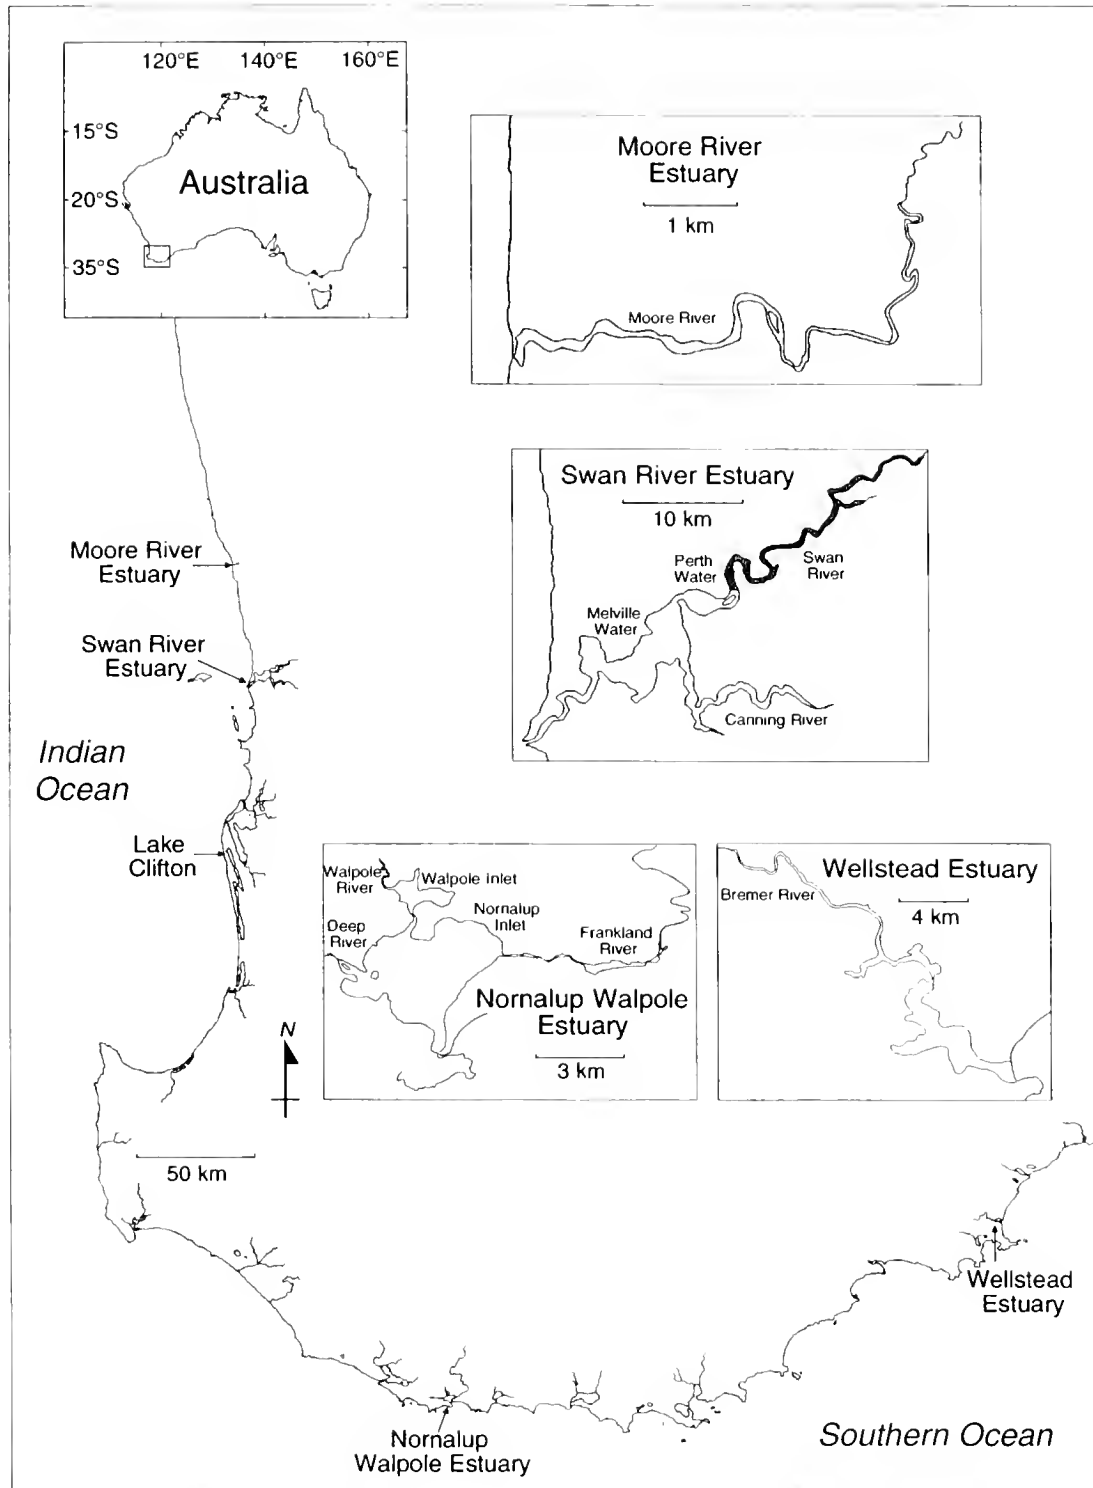 120°E 140°E 160°E
15°S
20°S
35°S
Australia
Moore River
Estuary
1 km
Moore River
Swan River Estuary
10 km
Perth
Water
Swan
River
Melville
Water
Canning River
Moore River
Estuary
Swan River
Estuary
Indian
Ocean
Lake
Clifton
Walpole
River
Walpole Inlet
Nornalup
Inlet
Deep
River
Frankland
River
Nornalup Walpole
Estuary
3 km
Wellstead Estuary
Bremer River
4 km
N
50 km
Wellstead
Estuary
Nornalup
Walpole Estuary
Southern Ocean